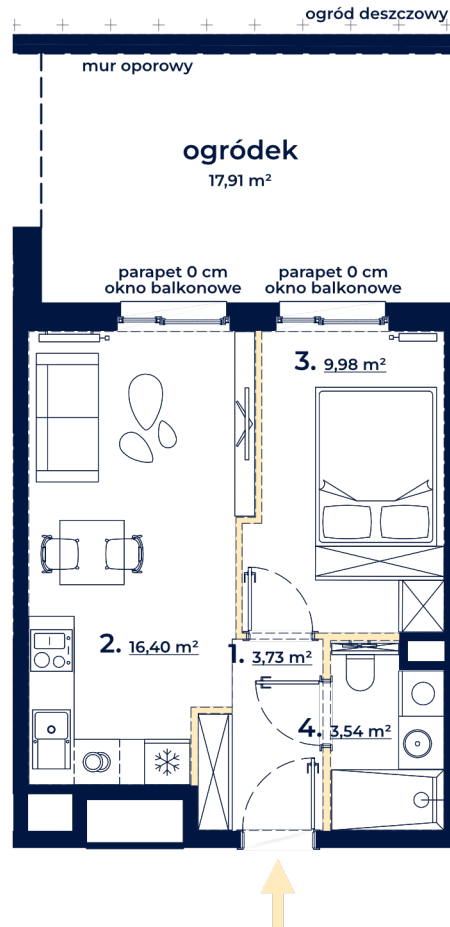 ogród deszczowy
mur oporowy
ogródek
17,91 m²
parapet 0 cm
okno balkonowe
parapet 0 cm
okno balkonowe
3. 9,98 m²
2. 16,40 m²
1. 3,73 m²
4. 3,54 m²